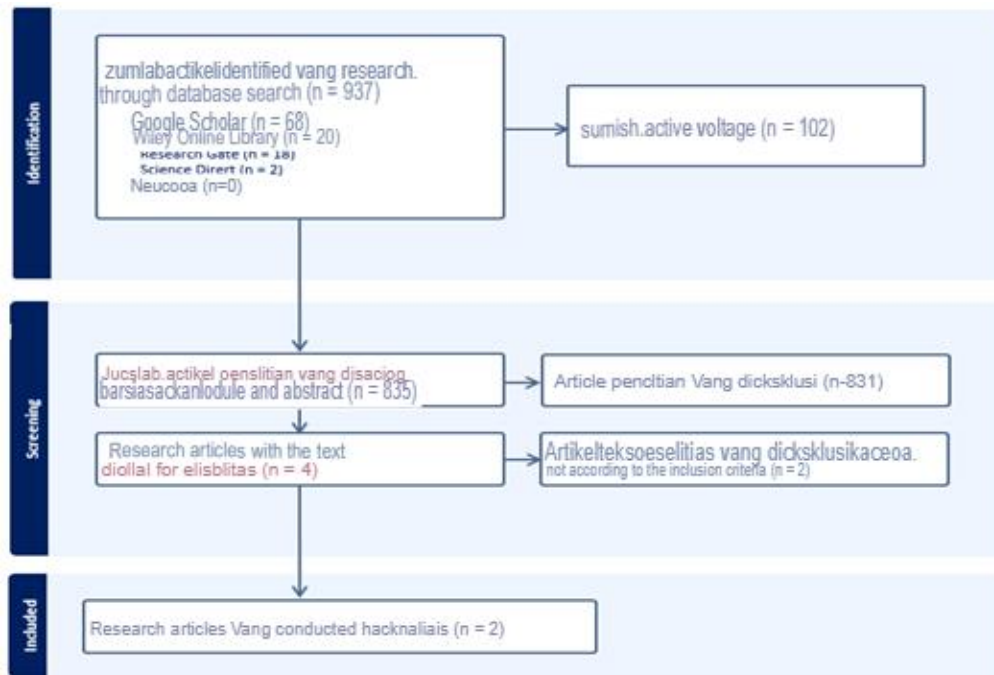 Identification
zumlabactikelidentified vang research.
through database search (n = 937)
Google Scholar (n = 68)
Wiley Online Library (n = 20)
Research Gate (n = 18)
Science Dirert (n = 2)
Neucooa (n=0)
sumish.active voltage (n = 102)
Screening
Jucslab.actikel oenslitian vang disaciog
barsiasackanlodule and abstract (n = 835)
Article pencltian Vang dicksklusi (n-831)
Research articles with the text
diollal for elisblitas (n = 4)
Artikelteksoeselitias vang dicksklusikaceoa.
not according to the inclusion criteria (n = 2)
Included
Research articles Vang conducted hacknaliais (n = 2)